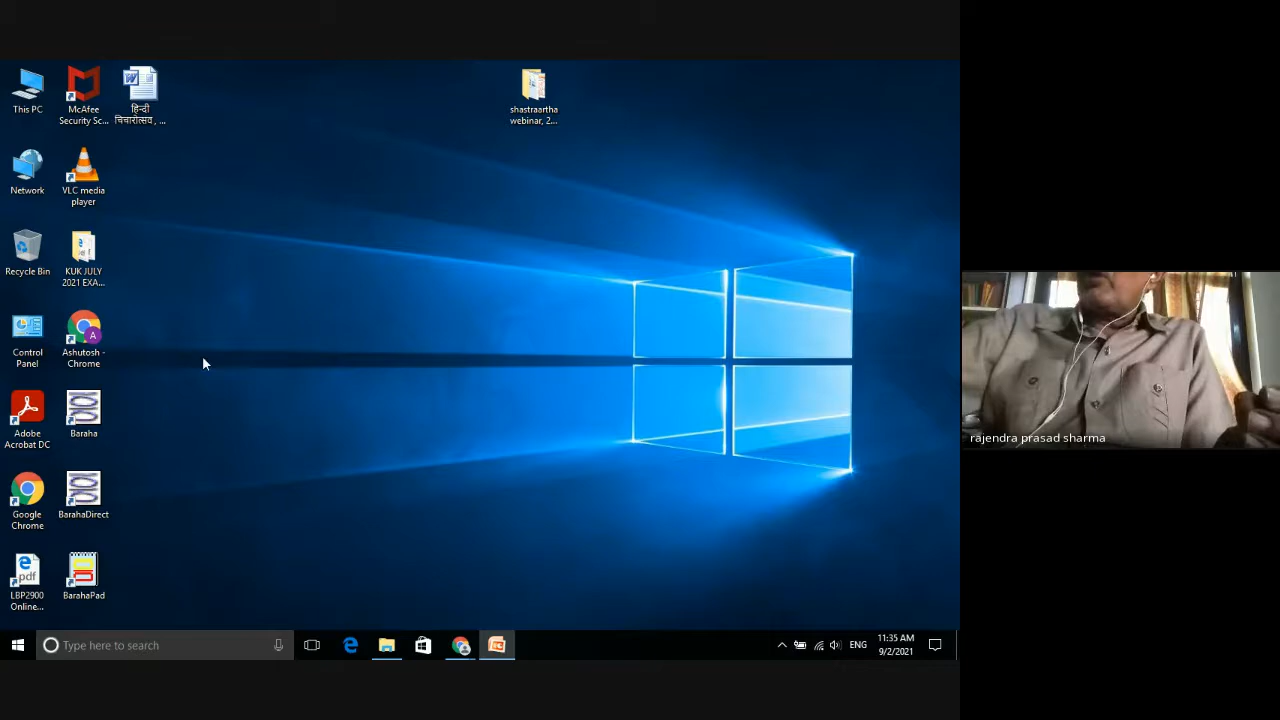 This PC
McAfee
Security Sc...
हिन्दी
विचारोत्सव , ...
shastraartha
webinar, 2...
Network
VLC media
player
Recycle Bin
KUK JULY
2021 EXA...
Control
Panel
Ashutosh -
Chrome
A
Adobe
Acrobat DC
Baraha
Google
Chrome
BarahaDirect
pdf
LBP2900
Online...
BarahaPad
rajendra prasad sharma
Type here to search
ENG
11:35 AM
9/2/2021